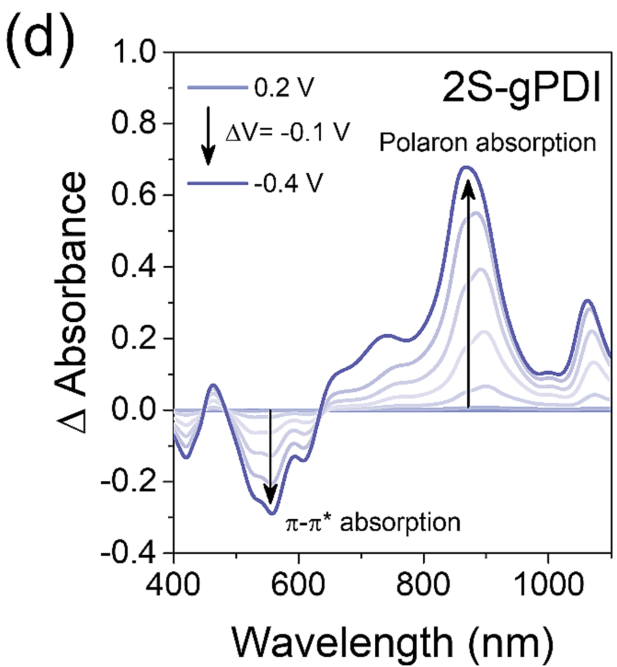 (d)
2S-gPDI
0.2 V
ΔV= -0.1 V
-0.4 V
Polaron absorption
π-π* absorption
Δ Absorbance
1.0
0.8
0.6
0.4
0.2
0.0
-0.2
-0.4
400 600 800 1000
Wavelength (nm)